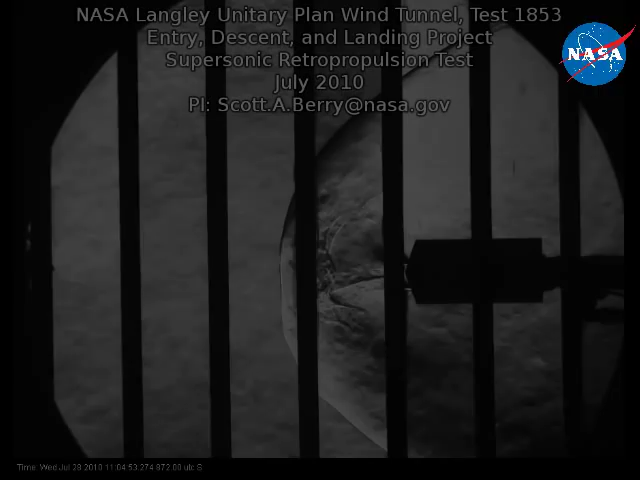 NASA Langley Unitary Plan Wind Tunnel, Test 1853
Entry, Descent, and Landing Project
Supersonic Retropropulsion Test
July 2010
PI: Scott.A.Berry@nasa.gov
NASA